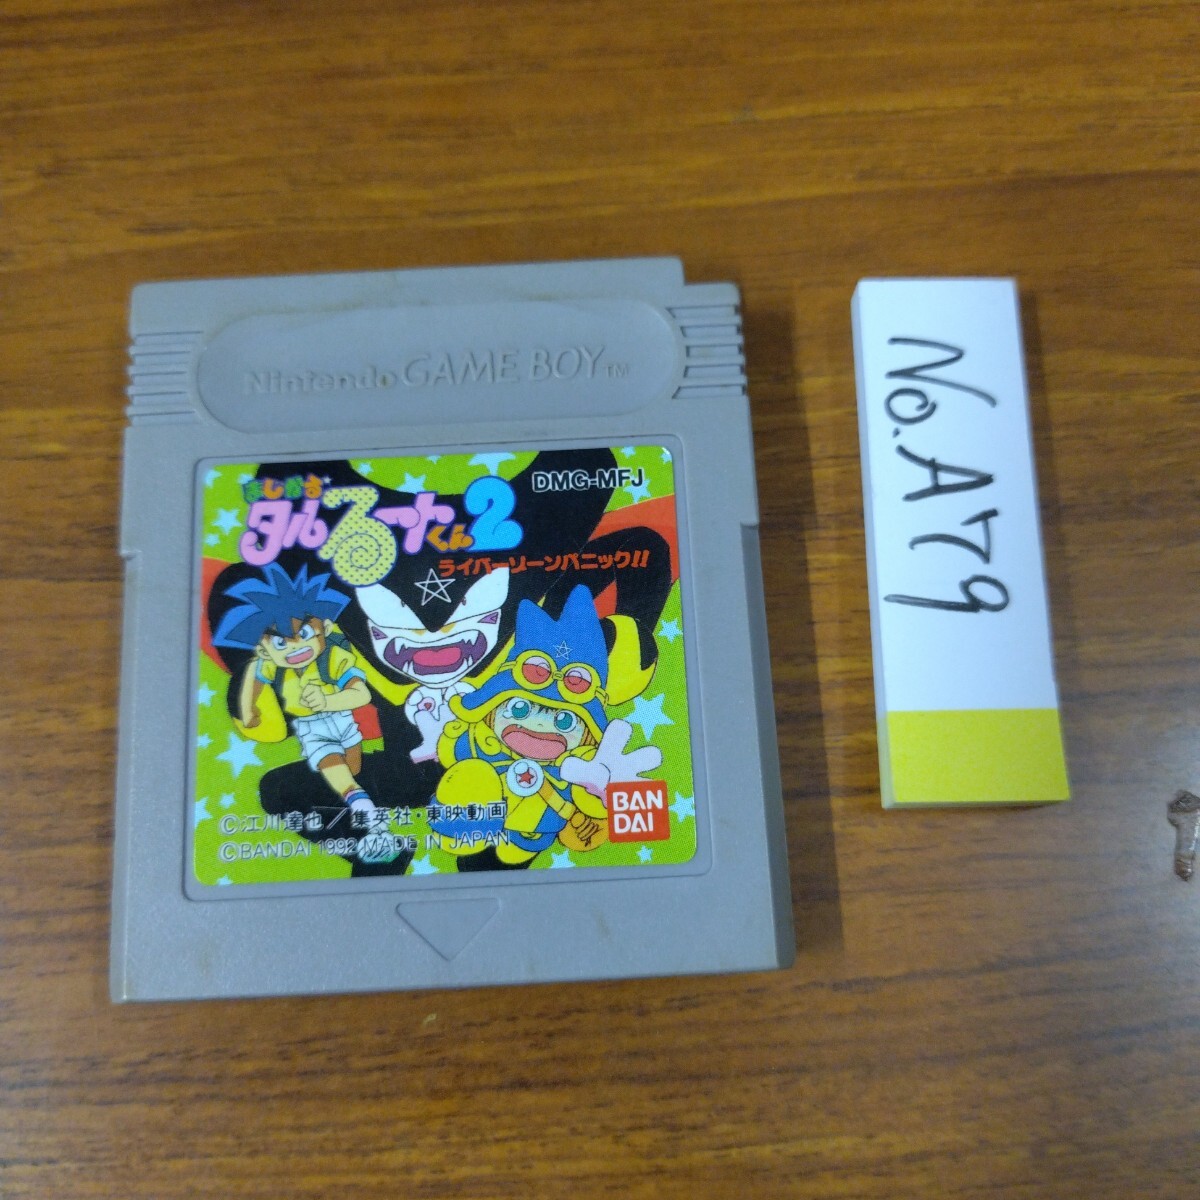 Nintendo GAME BOY™
DMG-MFJ
まじかる
タルるートくん2
ライバーゾーンパニック!!
©江川達也/集英社・東映動画
©BANDAI 1992 MADE IN JAPAN
BAN
DAI
No. A79